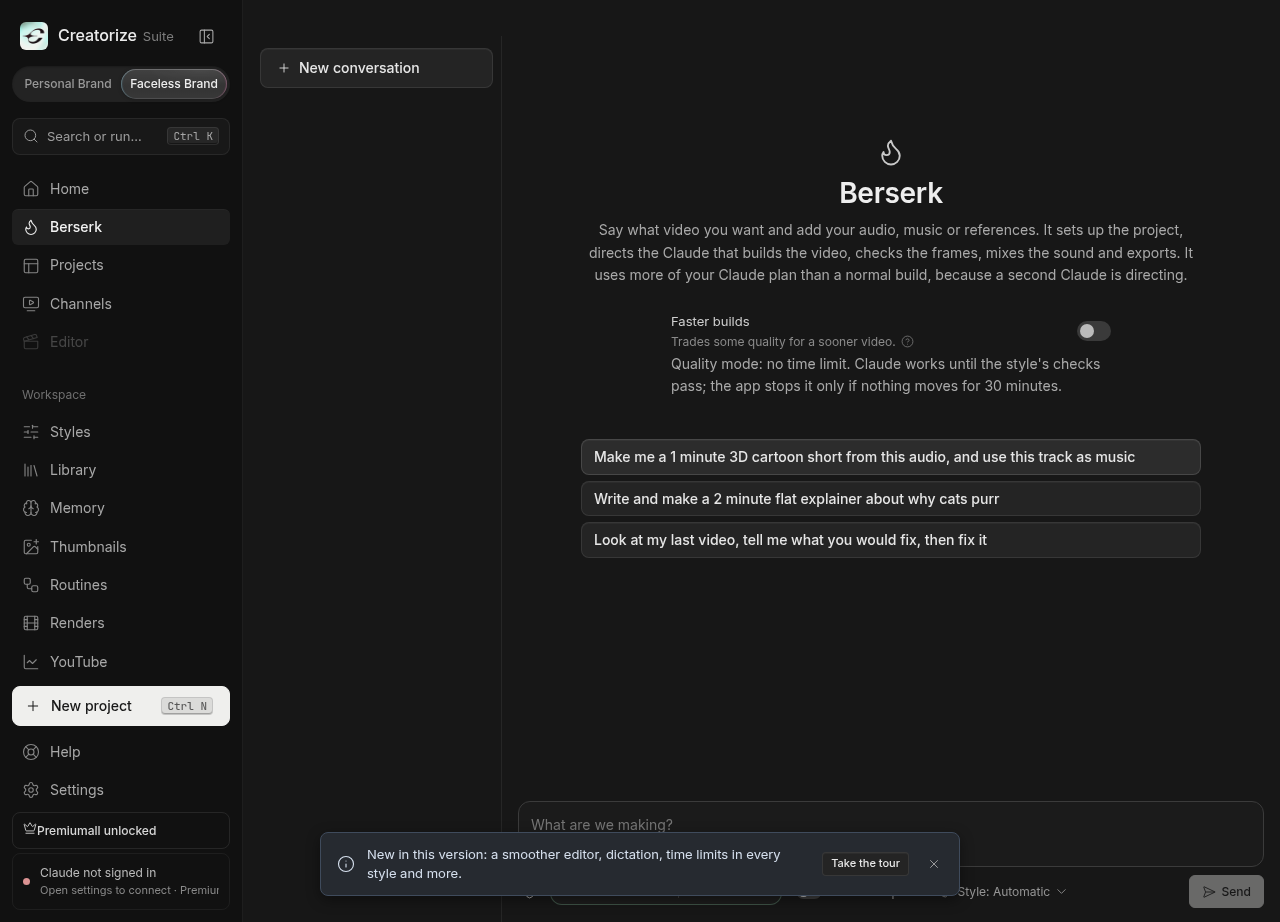 Creatorize Suite
Personal Brand
Faceless Brand
Search or run...
Ctrl K
Home
Berserk
Projects
Channels
Editor
Workspace
Styles
Library
Memory
Thumbnails
Routines
Renders
YouTube
New project
Ctrl N
Help
Settings
Premiumall unlocked
Claude not signed in
Open settings to connect · Premiur
New conversation
Berserk
Say what video you want and add your audio, music or references. It sets up the project,
directs the Claude that builds the video, checks the frames, mixes the sound and exports. It
uses more of your Claude plan than a normal build, because a second Claude is directing.
Faster builds
Trades some quality for a sooner video.
Quality mode: no time limit. Claude works until the style's checks
pass; the app stops it only if nothing moves for 30 minutes.
Make me a 1 minute 3D cartoon short from this audio, and use this track as music
Write and make a 2 minute flat explainer about why cats purr
Look at my last video, tell me what you would fix, then fix it
What are we making?
New in this version: a smoother editor, dictation, time limits in every
style and more.
Take the tour
Style: Automatic
Send